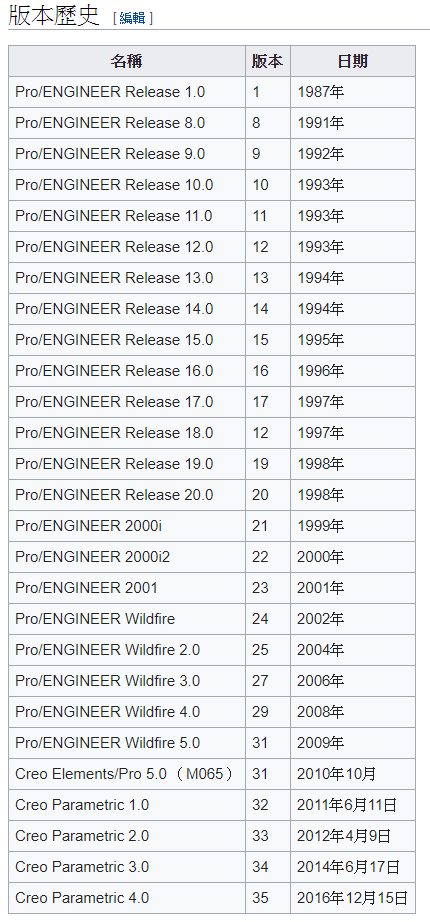 版本歷史 [ 編輯 ]
名稱 版本 日期
Pro/ENGINEER Release 1.0 1 1987年
Pro/ENGINEER Release 8.0 8 1991年
Pro/ENGINEER Release 9.0 9 1992年
Pro/ENGINEER Release 10.0 10 1993年
Pro/ENGINEER Release 11.0 11 1993年
Pro/ENGINEER Release 12.0 12 1993年
Pro/ENGINEER Release 13.0 13 1994年
Pro/ENGINEER Release 14.0 14 1994年
Pro/ENGINEER Release 15.0 15 1995年
Pro/ENGINEER Release 16.0 16 1996年
Pro/ENGINEER Release 17.0 17 1997年
Pro/ENGINEER Release 18.0 12 1997年
Pro/ENGINEER Release 19.0 19 1998年
Pro/ENGINEER Release 20.0 20 1998年
Pro/ENGINEER 2000i 21 1999年
Pro/ENGINEER 2000i2 22 2000年
Pro/ENGINEER 2001 23 2001年
Pro/ENGINEER Wildfire 24 2002年
Pro/ENGINEER Wildfire 2.0 25 2004年
Pro/ENGINEER Wildfire 3.0 27 2006年
Pro/ENGINEER Wildfire 4.0 29 2008年
Pro/ENGINEER Wildfire 5.0 31 2009年
Creo Elements/Pro 5.0（M065） 31 2010年10月
Creo Parametric 1.0 32 2011年6月11日
Creo Parametric 2.0 33 2012年4月9日
Creo Parametric 3.0 34 2014年6月17日
Creo Parametric 4.0 35 2016年12月15日